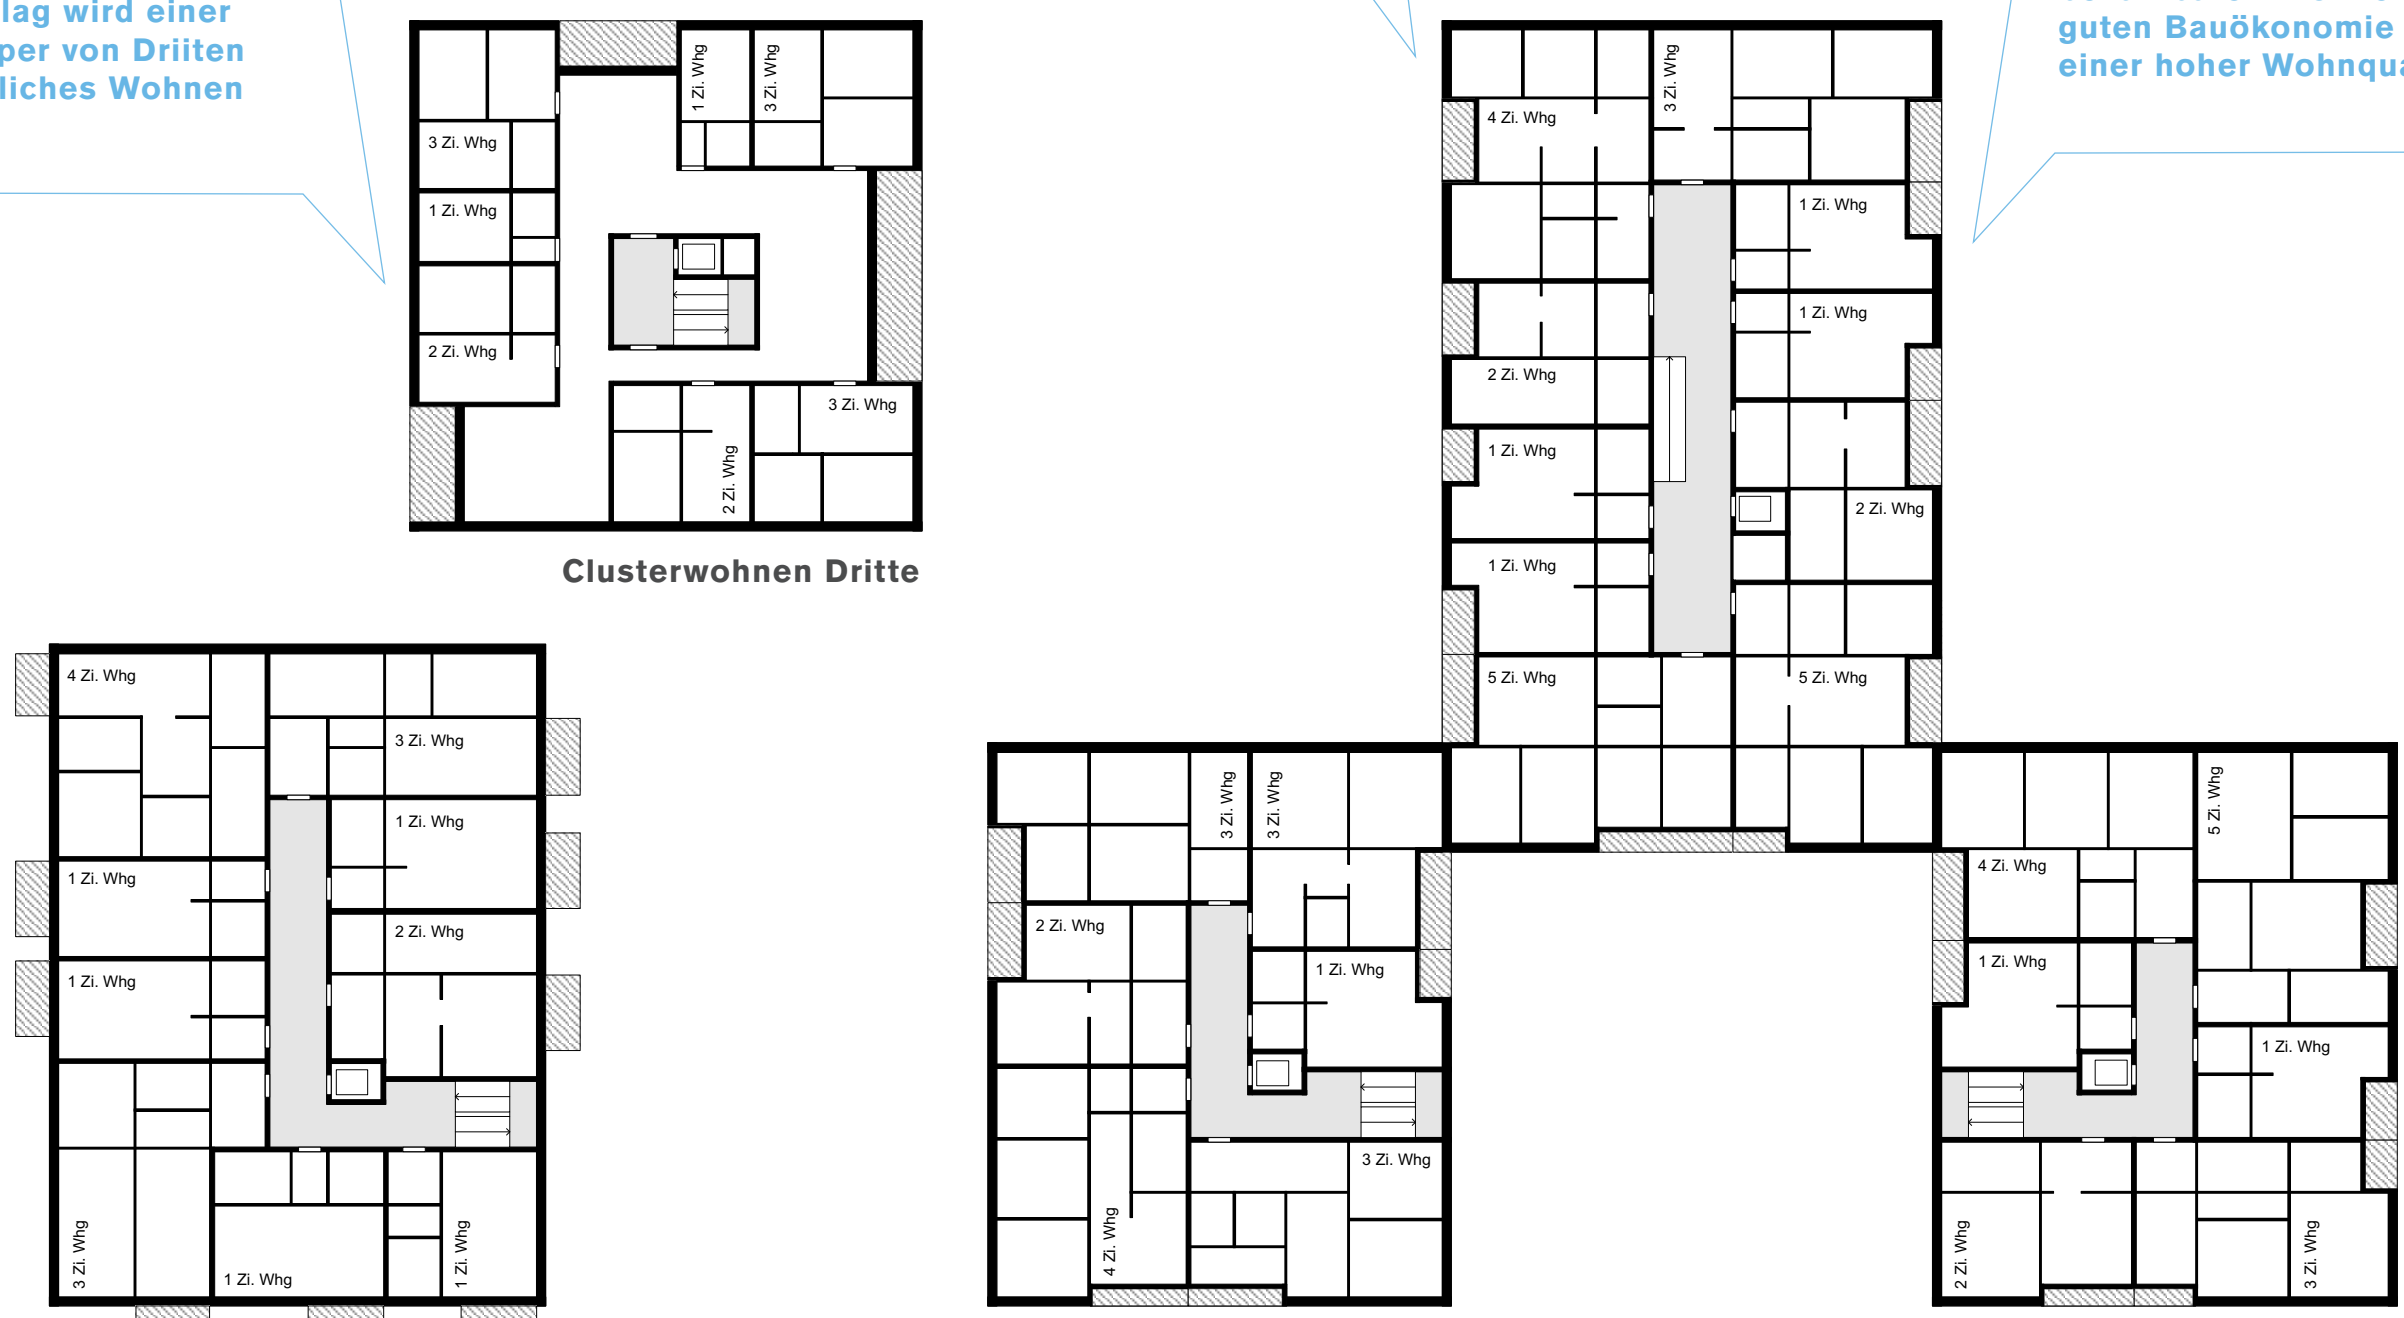 lag wird einer
per von Driiten
liches Wohnen
guten Bauökonomie
einer hoher Wohnqua
1 Zi. Whg
3 Zi. Whg
3 Zi. Whg
1 Zi. Whg
2 Zi. Whg
3 Zi. Whg
2 Zi. Whg
Clusterwohnen Dritte
3 Zi. Whg
4 Zi. Whg
1 Zi. Whg
1 Zi. Whg
2 Zi. Whg
1 Zi. Whg
2 Zi. Whg
1 Zi. Whg
5 Zi. Whg
5 Zi. Whg
4 Zi. Whg
3 Zi. Whg
1 Zi. Whg
1 Zi. Whg
2 Zi. Whg
1 Zi. Whg
3 Zi. Whg
1 Zi. Whg
1 Zi. Whg
3 Zi. Whg
3 Zi. Whg
2 Zi. Whg
1 Zi. Whg
3 Zi. Whg
4 Zi. Whg
5 Zi. Whg
4 Zi. Whg
1 Zi. Whg
1 Zi. Whg
2 Zi. Whg
3 Zi. Whg